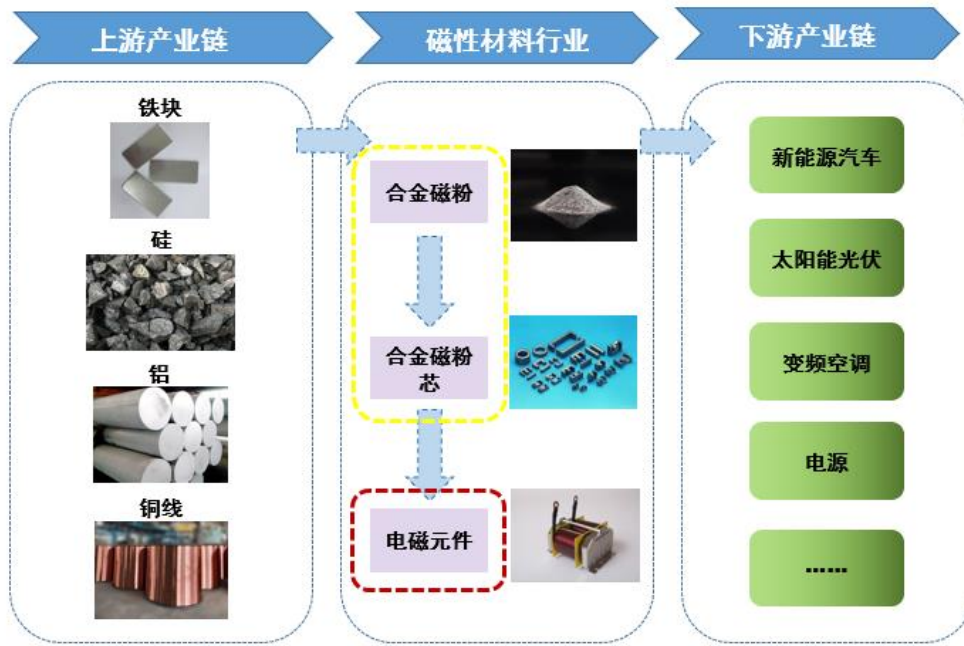 上游产业链
磁性材料行业
下游产业链
铁块
硅
铝
铜线
合金磁粉
合金磁粉
芯
电磁元件
新能源汽车
太阳能光伏
变频空调
电源
……